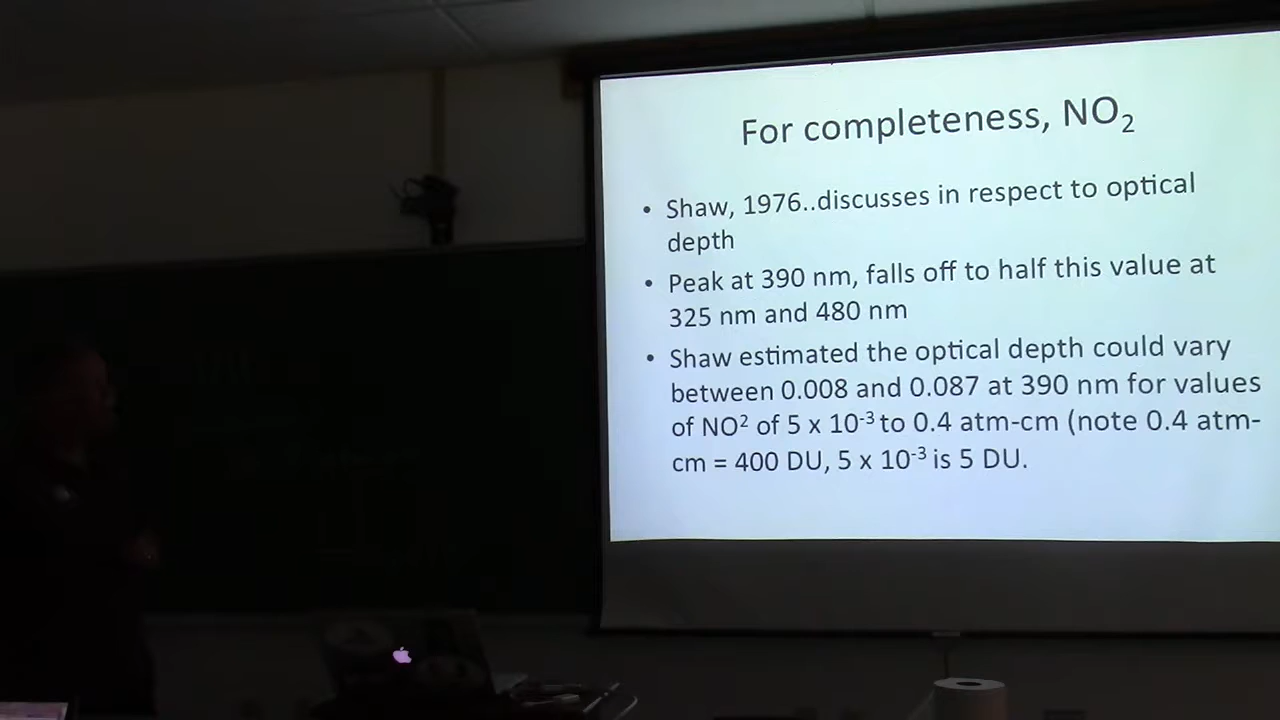 For completeness, NO₂
• Shaw, 1976..discusses in respect to optical
depth
• Peak at 390 nm, falls off to half this value at
325 nm and 480 nm
• Shaw estimated the optical depth could vary
between 0.008 and 0.087 at 390 nm for values
of NO² of 5 x 10⁻³ to 0.4 atm-cm (note 0.4 atm-
cm = 400 DU, 5 x 10⁻³ is 5 DU.